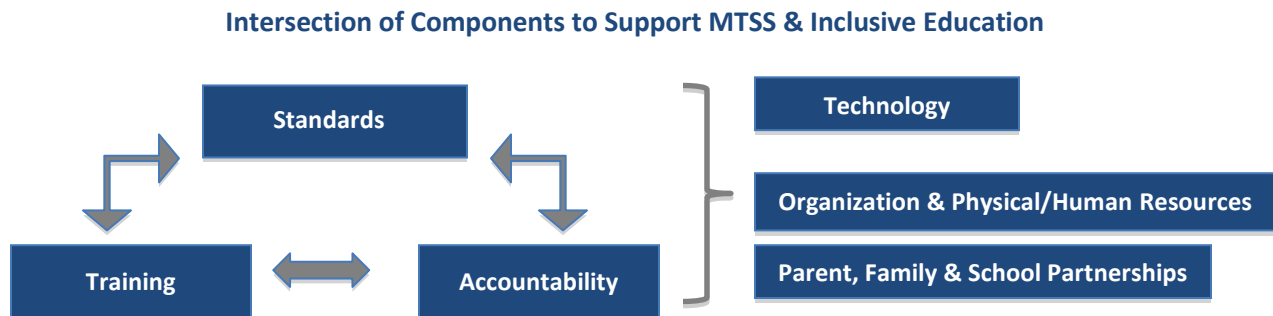 Intersection of Components to Support MTSS & Inclusive Education
Standards
Training
Accountability
Technology
Organization & Physical/Human Resources
Parent, Family & School Partnerships